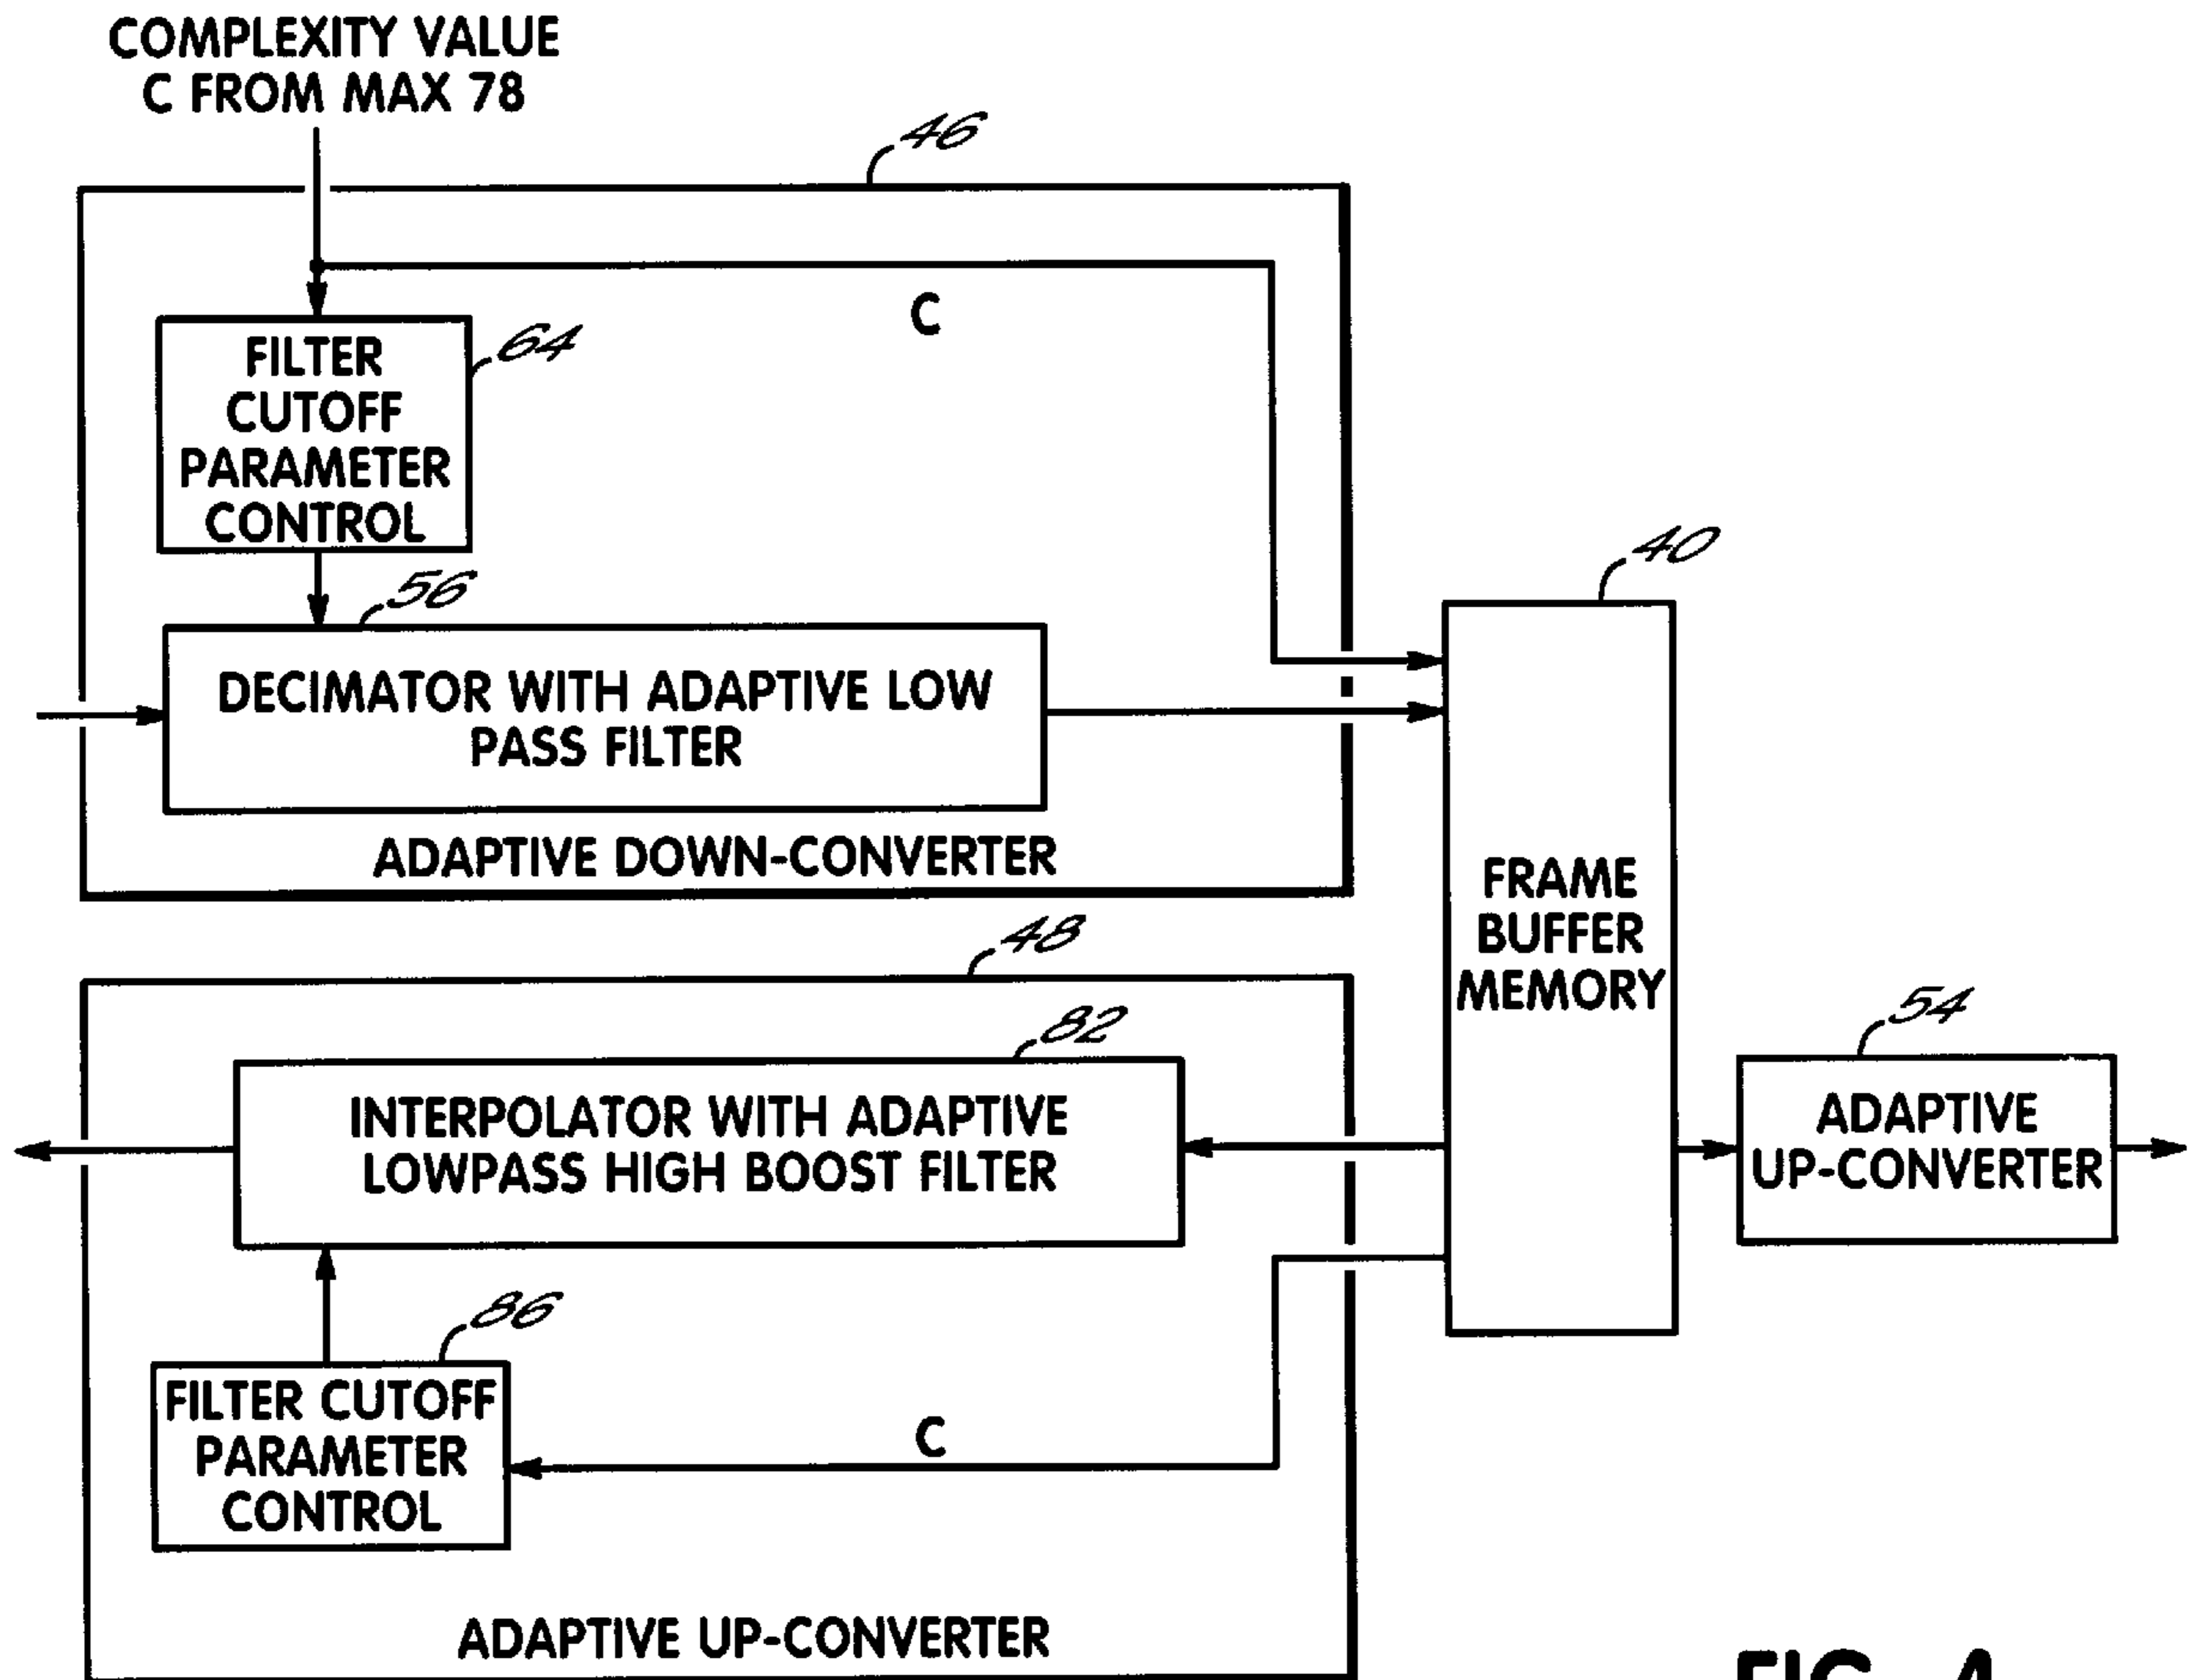 COMPLEXITY VALUE
C FROM MAX 78
46
C
FILTER
CUTOFF
PARAMETER
CONTROL
64
56
DECIMATOR WITH ADAPTIVE LOW
PASS FILTER
ADAPTIVE DOWN-CONVERTER
40
FRAME
BUFFER
MEMORY
48
82
INTERPOLATOR WITH ADAPTIVE
LOWPASS HIGH BOOST FILTER
54
ADAPTIVE
UP-CONVERTER
86
FILTER CUTOFF
PARAMETER
CONTROL
C
ADAPTIVE UP-CONVERTER
FIG. 4